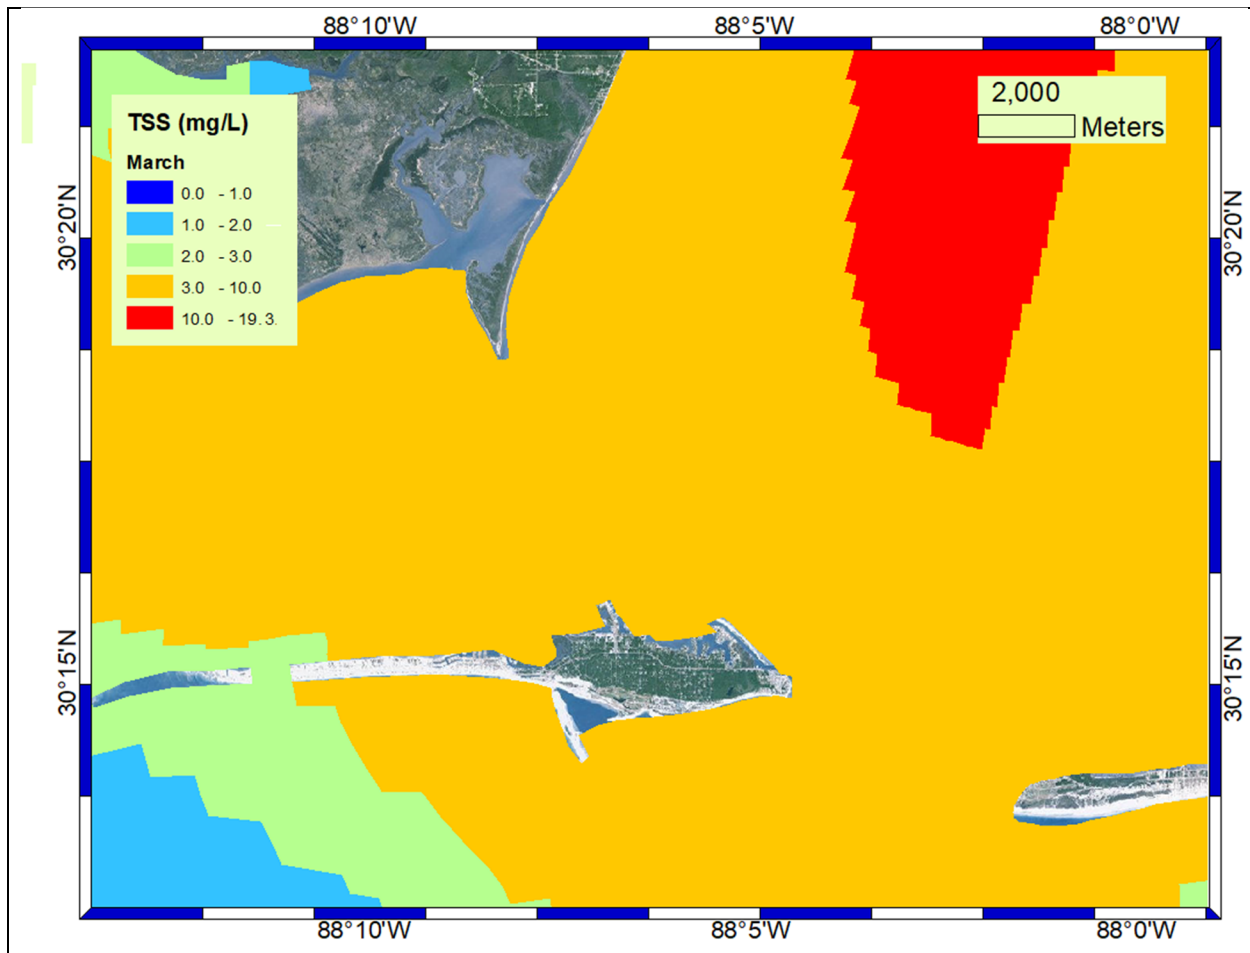 88°10'W 88°5'W 88°0'W
2,000
Meters
TSS (mg/L)
March
0.0 - 1.0
1.0 - 2.0
2.0 - 3.0
3.0 - 10.0
10.0 - 19.3
30°20'N 30°20'N
30°15'N 30°15'N
88°10'W 88°5'W 88°0'W